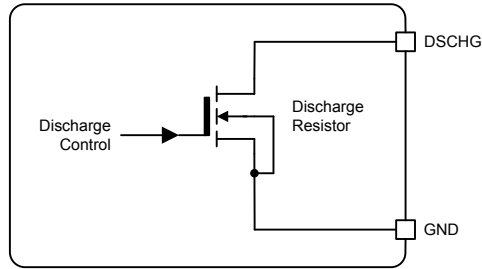 DSCHG
Discharge
Resistor
Discharge
Control
GND